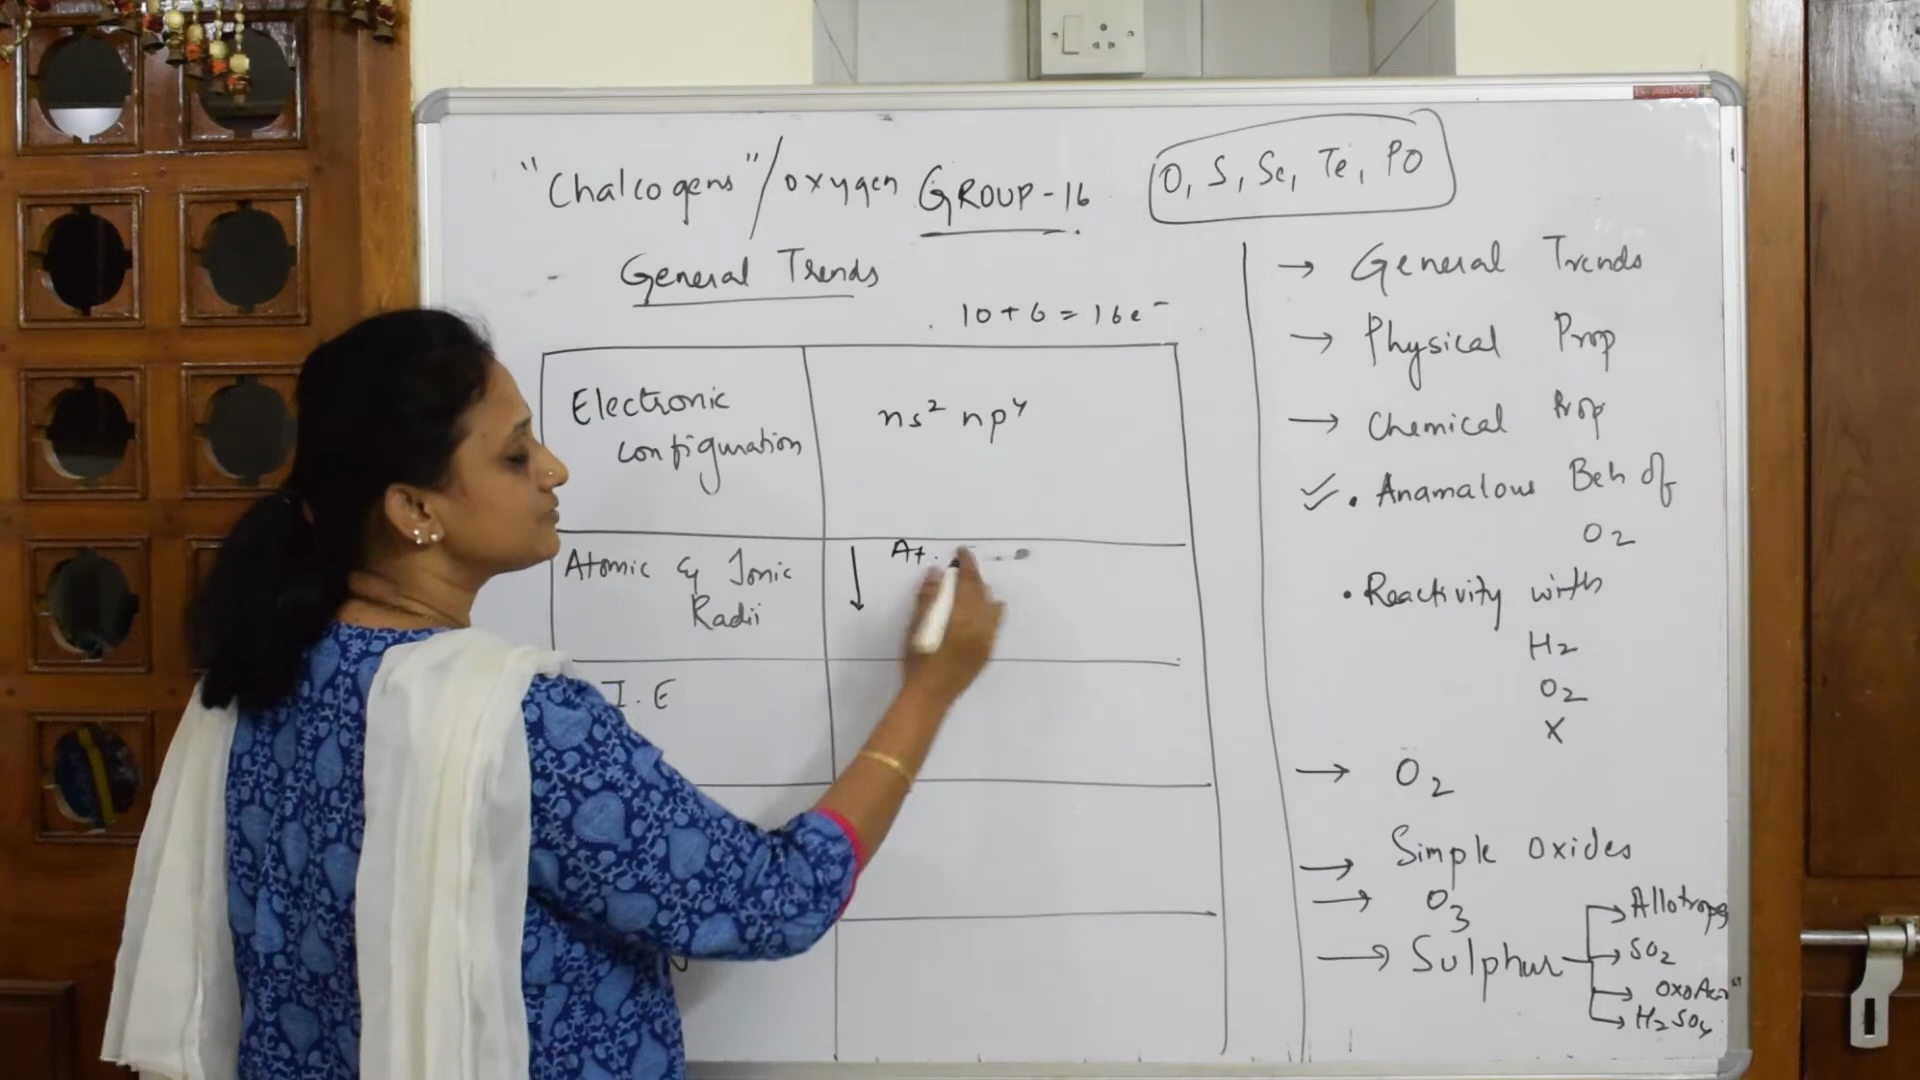 "Chalcogens"/oxygen GROUP-16
O, S, Se, Te, PO
General Trends
10 + 6 = 16e⁻
Electronic configuration
ns² np⁴
Atomic & Ionic Radii
↓ At.
I.E
→ General Trends
→ Physical Prop
→ Chemical Prop
• Anamalous Beh of
O2
• Reactivity with
H2
O2
X
→ O2
→ Simple Oxides
→ O3
→ Sulphur
→ Allotropes
→ SO2
→ H2SO4